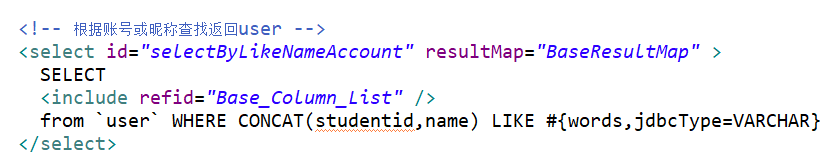 <!-- 根据账号或昵称查找返回user -->
<select id="selectByLikeNameAccount" resultMap="BaseResultMap" >
SELECT
<include refid="Base_Column_List" />
from `user` WHERE CONCAT(studentid,name) LIKE #{words,jdbcType=VARCHAR}
</select>